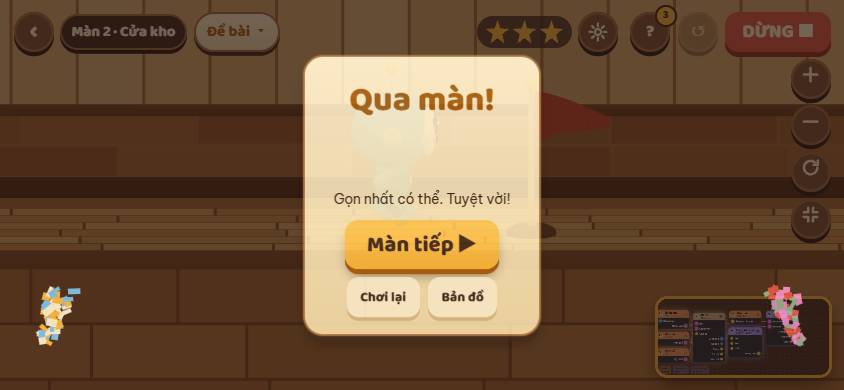 Màn 2 · Cửa kho
Đề bài
?
3
DỪNG
Qua màn!
Gọn nhất có thể. Tuyệt vời!
Màn tiếp
Chơi lại
Bản đồ